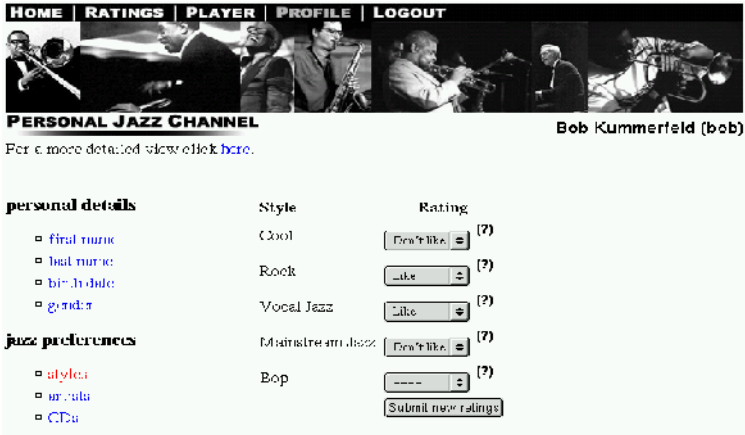 HOME | RATINGS | PLAYER | PROFILE | LOGOUT
PERSONAL JAZZ CHANNEL
Bob Kummerfeld (bob)
For a more detailed view click here.
personal details
first name
last name
birth date
gender
jazz preferences
styles
artists
CDs
Style Rating
Cool Don't like (?)
Rock Like (?)
Vocal Jazz Like (?)
Mainstream Jazz Don't like (?)
Bop ---- (?)
Submit new ratings